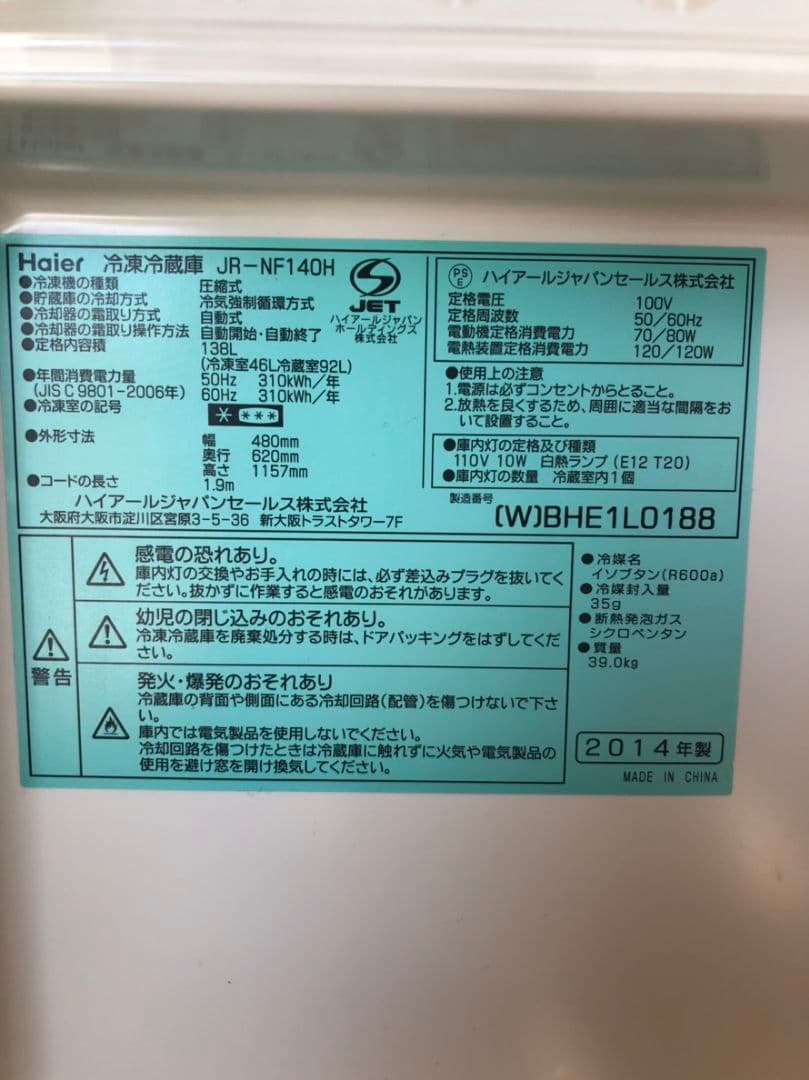 Haier 冷凍冷蔵庫 JR-NF140H
●冷凍機の種類 圧縮式
●貯蔵庫の冷却方式 冷気強制循環方式
●冷却器の霜取り方式 自動式
●冷却器の霜取り操作方法 自動開始・自動終了
●定格内容積 138L
(冷凍室46L冷蔵室92L)
●年間消費電力量 50Hz 310kWh/年
(JIS C 9801-2006年) 60Hz 310kWh/年
●冷凍室の記号
●外形寸法 幅 480mm
奥行 620mm
高さ 1157mm
●コードの長さ 1.9m
ハイアールジャパンセールス株式会社
大阪府大阪市淀川区宮原3-5-36 新大阪トラストタワー7F
JET
ハイアールジャパン
ホールディングス
株式会社
PS
E ハイアールジャパンセールス株式会社
定格電圧 100V
定格周波数 50/60Hz
電動機定格消費電力 70/80W
電熱装置定格消費電力 120/120W
●使用上の注意
1.電源は必ずコンセントからとること。
2.放熱を良くするため、周囲に適当な間隔をお
いて設置すること。
●庫内灯の定格及び種類
110V 10W 白熱ランプ(E12 T20)
●庫内灯の数量 冷蔵室内1個
製造番号
(W)BHE1L0188
警告
感電の恐れあり。
庫内灯の交換やお手入れの時には、必ず差込みプラグを抜いてく
ださい。抜かずに作業すると感電のおそれがあります。
幼児の閉じ込みのおそれあり。
冷凍冷蔵庫を廃棄処分する時は、ドアパッキングをはずしてくだ
さい。
発火・爆発のおそれあり
冷蔵庫の背面や側面にある冷却回路(配管)を傷つけないで下さ
い。
庫内では電気製品を使用しないでください。
冷却回路を傷つけたときは冷蔵庫に触れずに火気や電気製品の
使用を避け窓を開け換気してください。
●冷媒名
イソブタン(R600a)
●冷媒封入量
35g
●断熱発泡ガス
シクロペンタン
●質量
39.0kg
2014年製
MADE IN CHINA